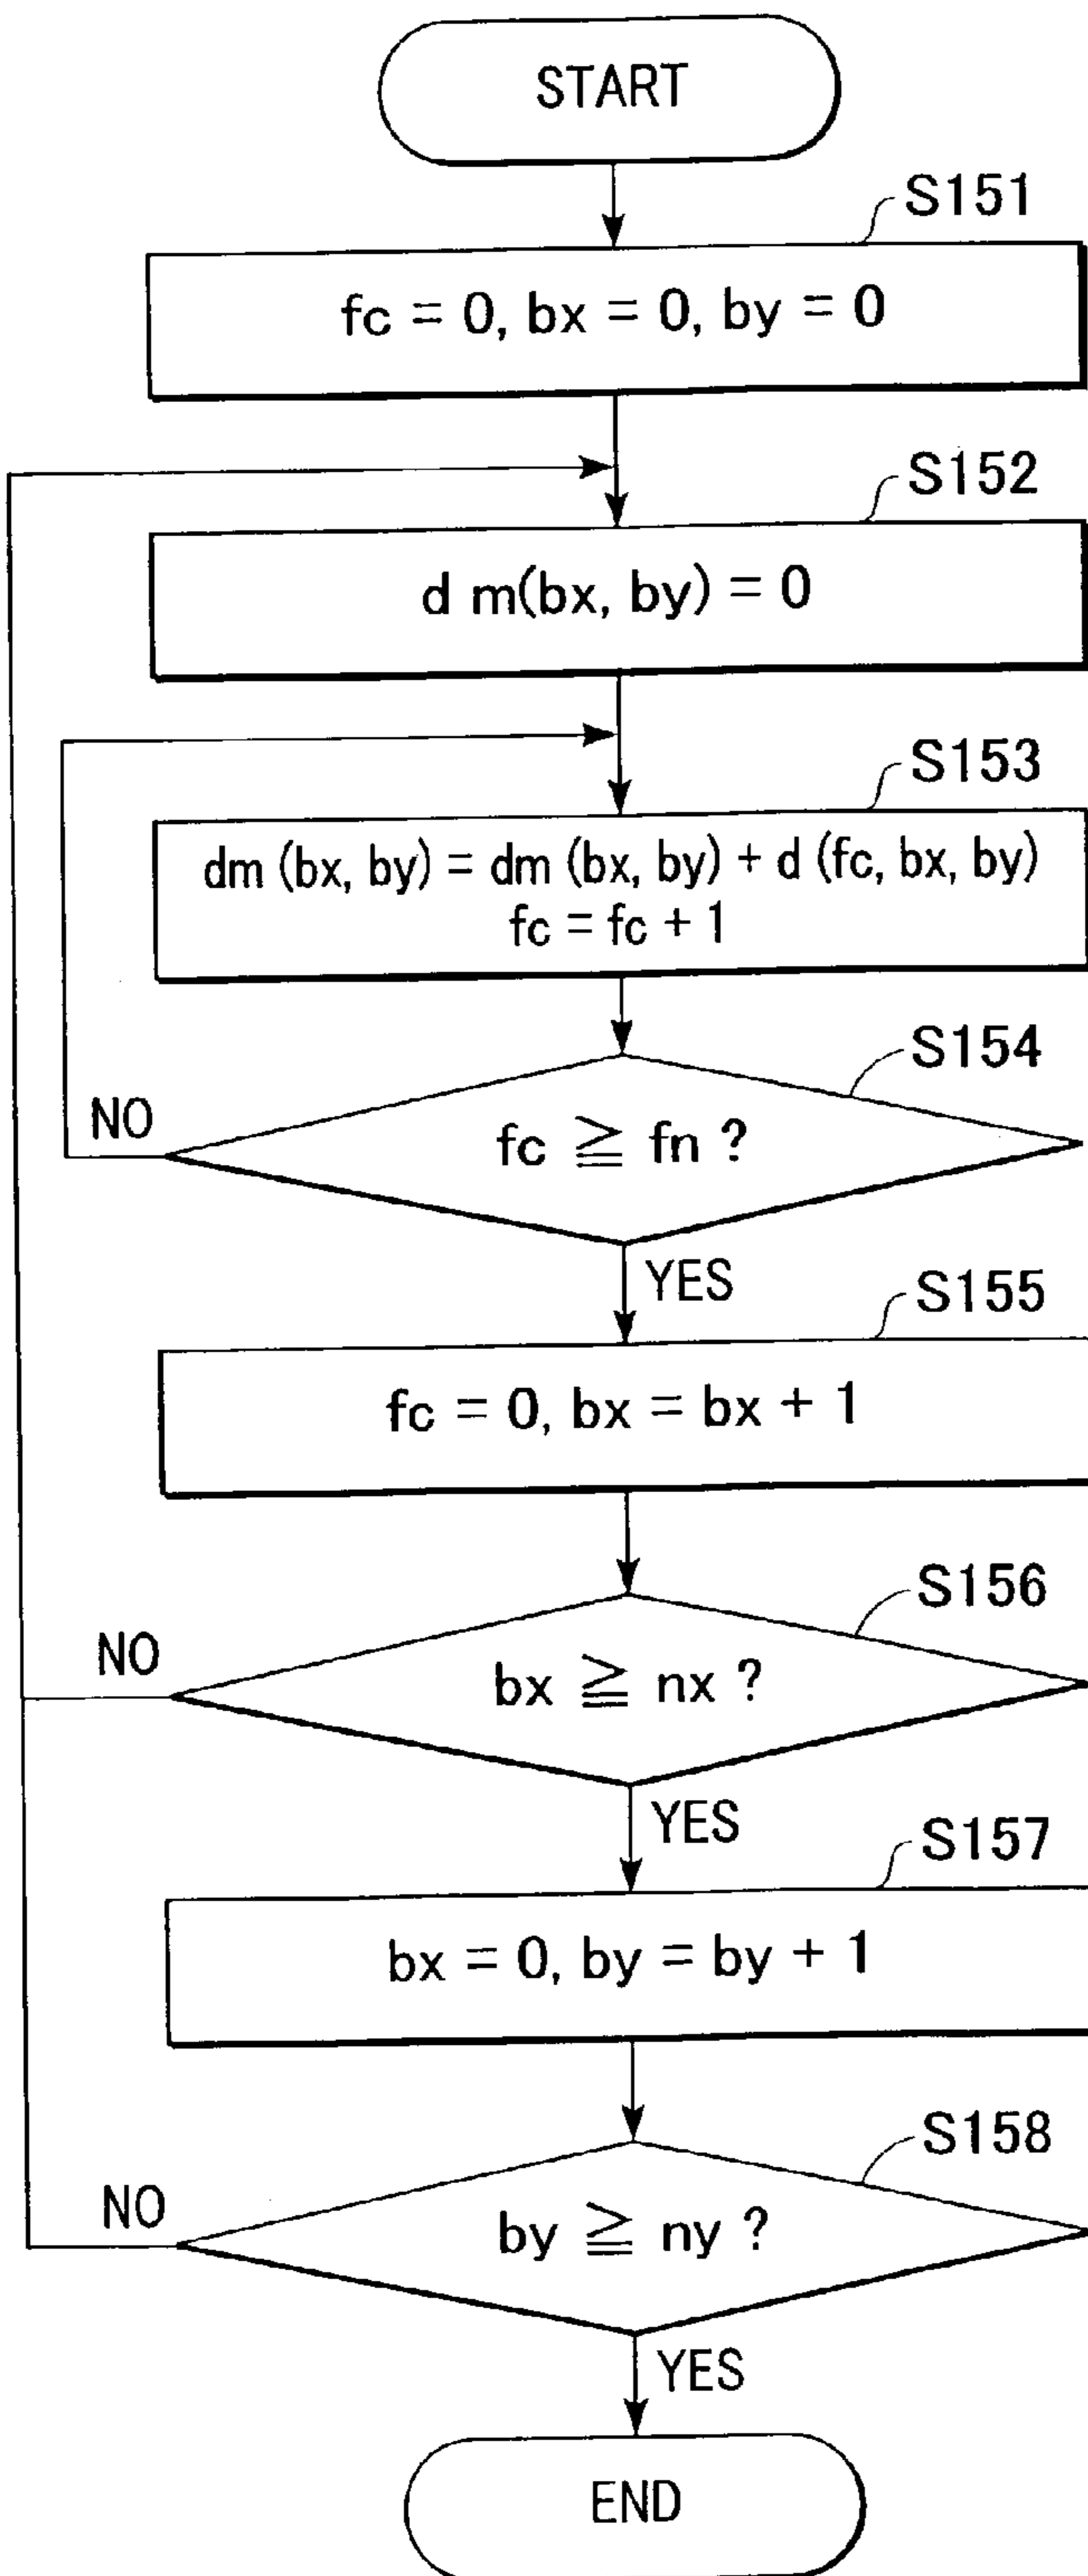 START
S151
fc = 0, bx = 0, by = 0
S152
d m(bx, by) = 0
S153
dm (bx, by) = dm (bx, by) + d (fc, bx, by)
fc = fc + 1
S154
NO
fc ≧ fn ?
YES
S155
fc = 0, bx = bx + 1
S156
NO
bx ≧ nx ?
YES
S157
bx = 0, by = by + 1
S158
NO
by ≧ ny ?
YES
END